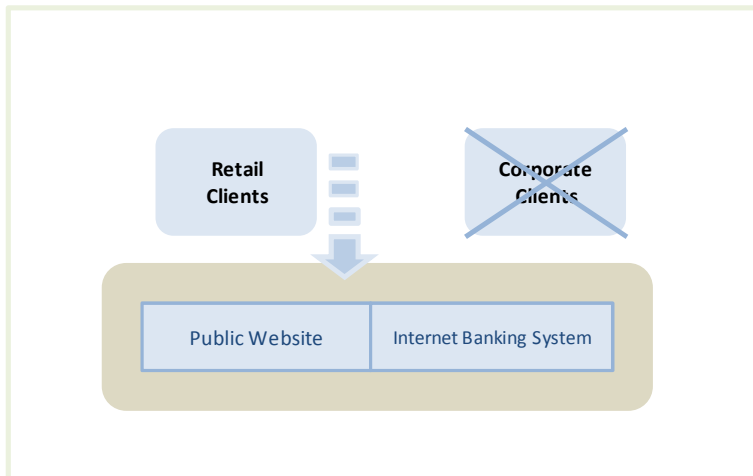 Retail
Clients
Corporate
Clients
Public Website
Internet Banking System